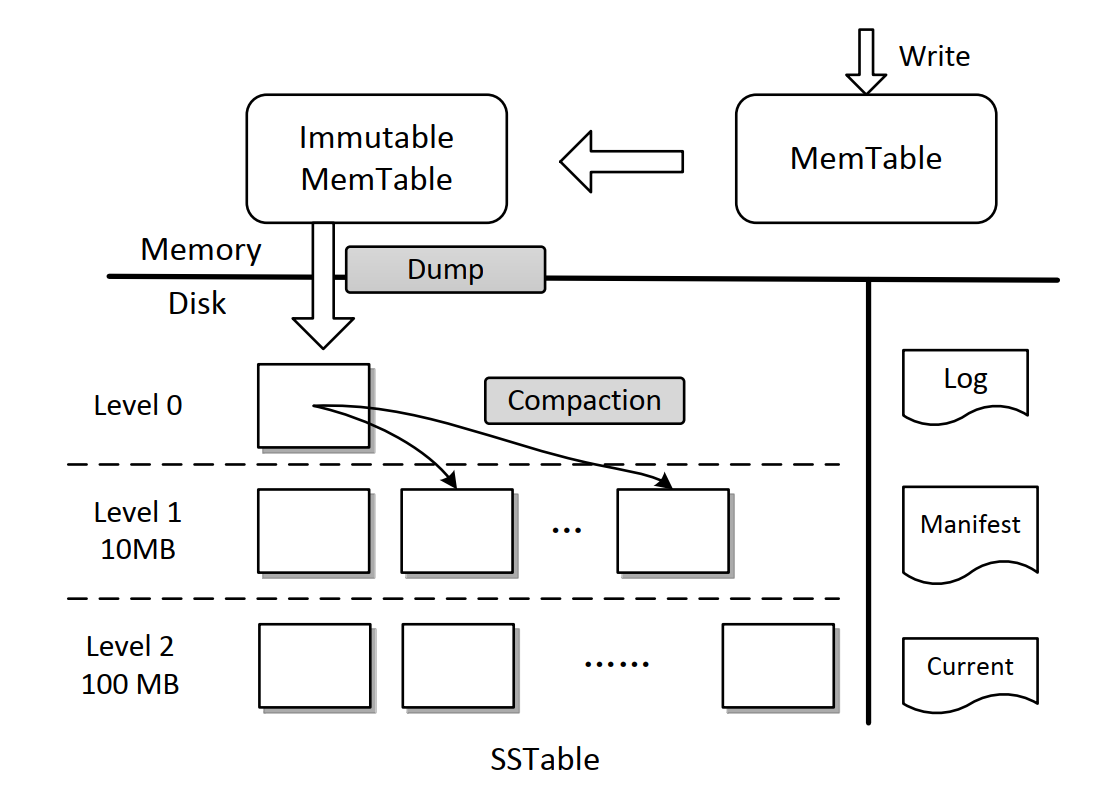 Write
Immutable
MemTable
MemTable
Memory
Dump
Disk
Level 0
Compaction
Log
Level 1
10MB
...
Manifest
Level 2
100 MB
......
Current
SSTable